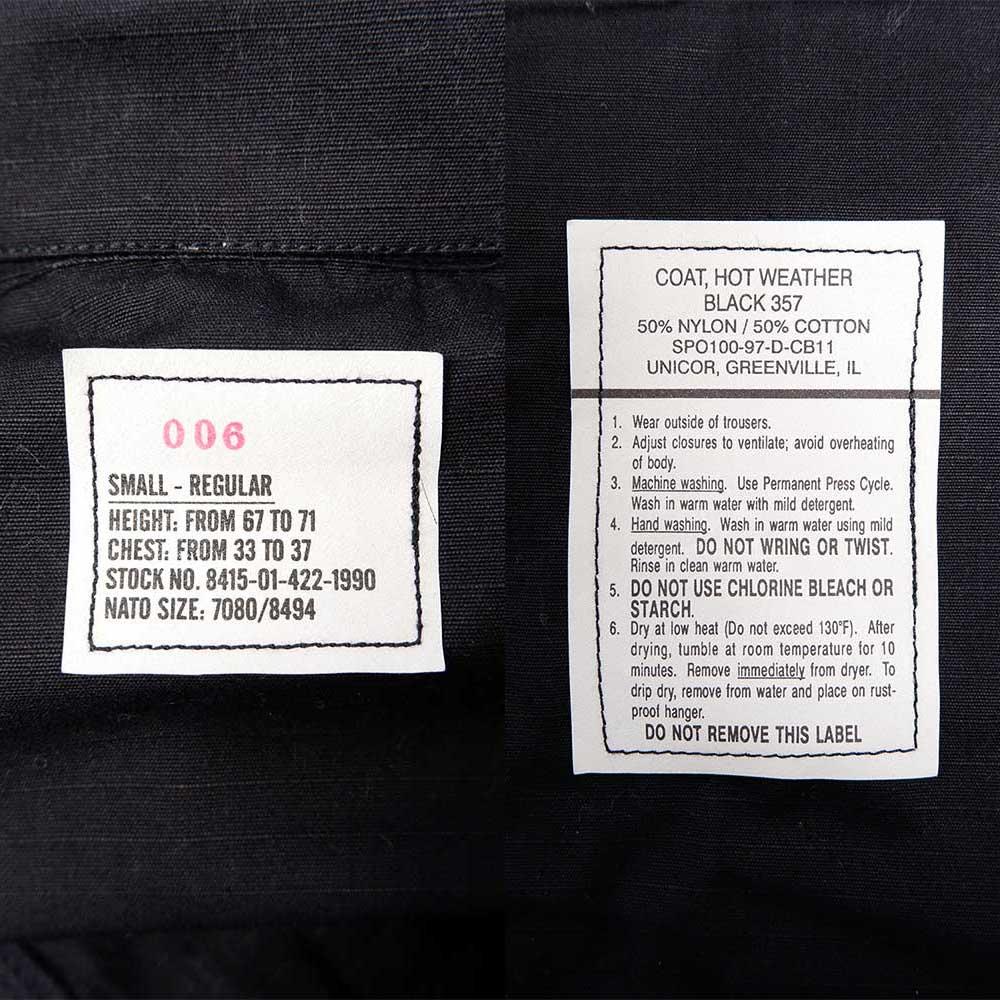 006
SMALL - REGULAR
HEIGHT: FROM 67 TO 71
CHEST: FROM 33 TO 37
STOCK NO. 8415-01-422-1990
NATO SIZE: 7080/8494
COAT, HOT WEATHER
BLACK 357
50% NYLON / 50% COTTON
SPO100-97-D-CB11
UNICOR, GREENVILLE, IL
1. Wear outside of trousers.
2. Adjust closures to ventilate; avoid overheating
of body.
3. Machine washing. Use Permanent Press Cycle.
Wash in warm water with mild detergent.
4. Hand washing. Wash in warm water using mild
detergent. DO NOT WRING OR TWIST.
Rinse in clean warm water.
5. DO NOT USE CHLORINE BLEACH OR
STARCH.
6. Dry at low heat (Do not exceed 130°F). After
drying, tumble at room temperature for 10
minutes. Remove immediately from dryer. To
drip dry, remove from water and place on rust-
proof hanger.
DO NOT REMOVE THIS LABEL